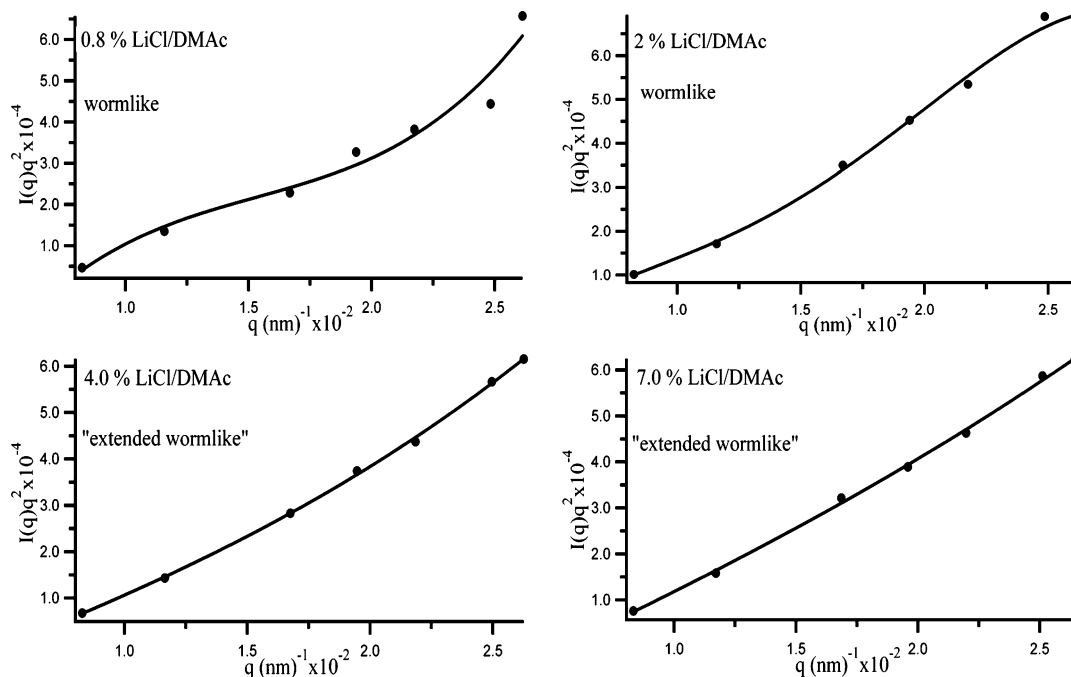 0.8 % LiCl/DMAc
wormlike
I(q)q² x10⁻⁴
6.0
5.0
4.0
3.0
2.0
1.0
1.0 1.5 2.0 2.5
q (nm)⁻¹ x10⁻²
2 % LiCl/DMAc
wormlike
I(q)q² x10⁻⁴
6.0
5.0
4.0
3.0
2.0
1.0
1.0 1.5 2.0 2.5
q (nm)⁻¹ x10⁻²
4.0 % LiCl/DMAc
"extended wormlike"
I(q)q² x10⁻⁴
6.0
5.0
4.0
3.0
2.0
1.0
1.0 1.5 2.0 2.5
q (nm)⁻¹ x10⁻²
7.0 % LiCl/DMAc
"extended wormlike"
I(q)q² x10⁻⁴
6.0
5.0
4.0
3.0
2.0
1.0
1.0 1.5 2.0 2.5
q (nm)⁻¹ x10⁻²